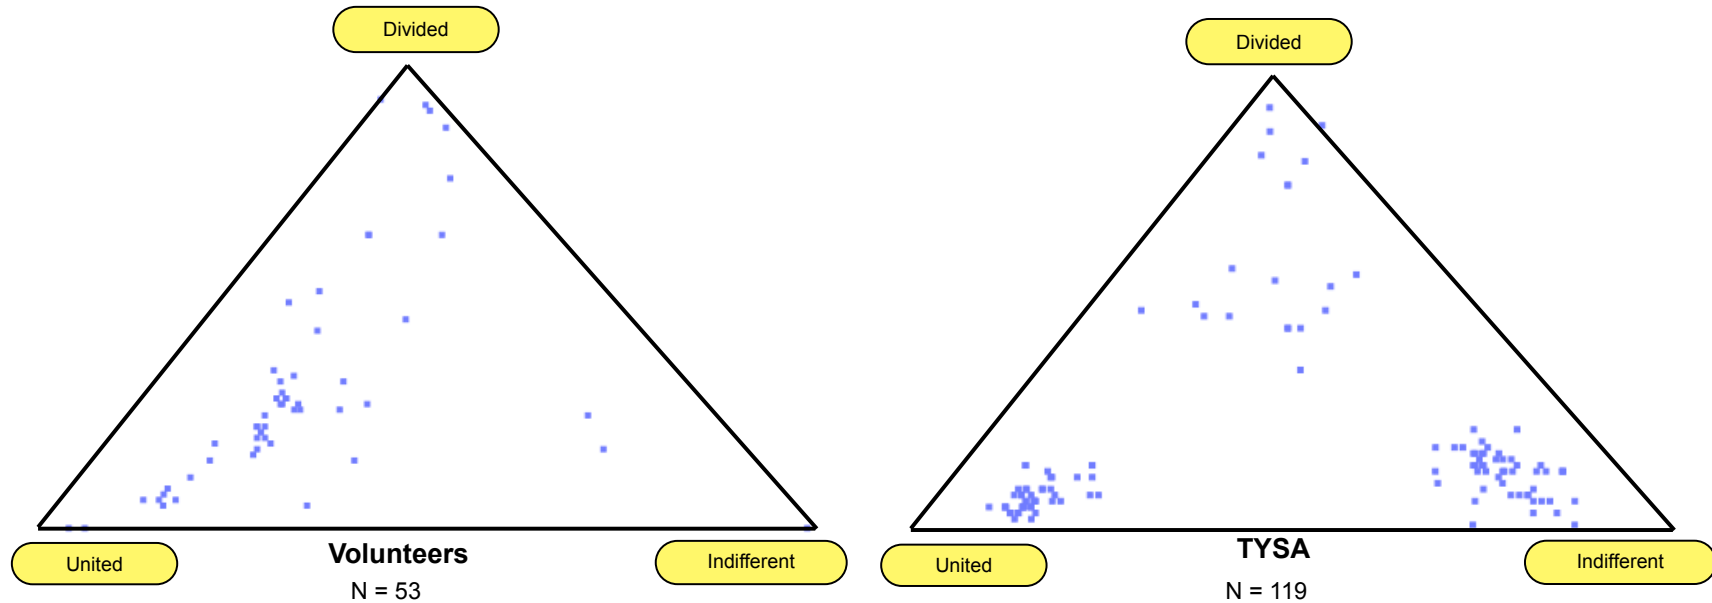 Divided
United
Indifferent
Volunteers
N = 53
Divided
United
Indifferent
TYSA
N = 119